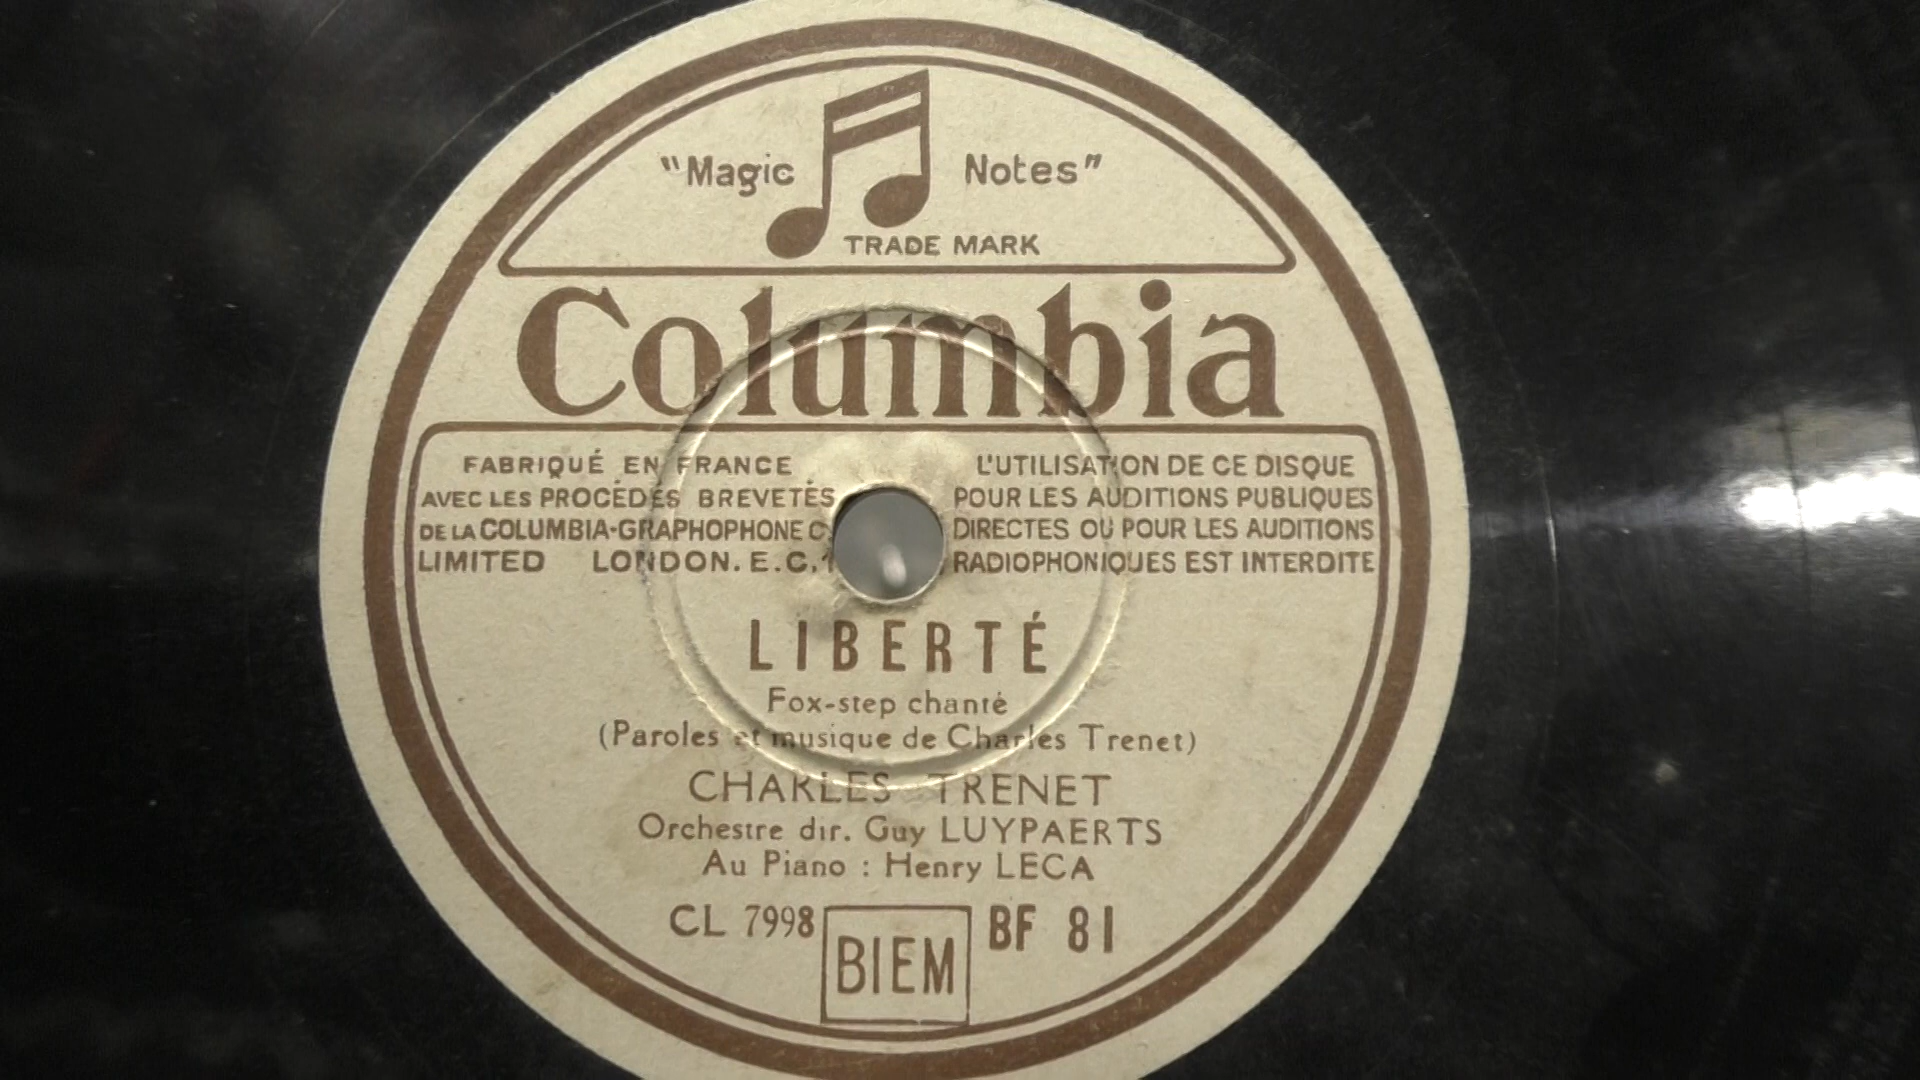 "Magic Notes"
TRADE MARK
Columbia
FABRIQUÉ EN FRANCE
AVEC LES PROCÉDÉS BREVETÉS
DE LA COLUMBIA-GRAPHOPHONE C
LIMITED LONDON. E.C.1
L'UTILISATION DE CE DISQUE
POUR LES AUDITIONS PUBLIQUES
DIRECTES OU POUR LES AUDITIONS
RADIOPHONIQUES EST INTERDITE
LIBERTÉ
Fox-step chanté
(Paroles et musique de Charles Trenet)
CHARLES TRENET
Orchestre dir. Guy LUYPAERTS
Au Piano : Henry LECA
CL 7998
BIEM
BF 81